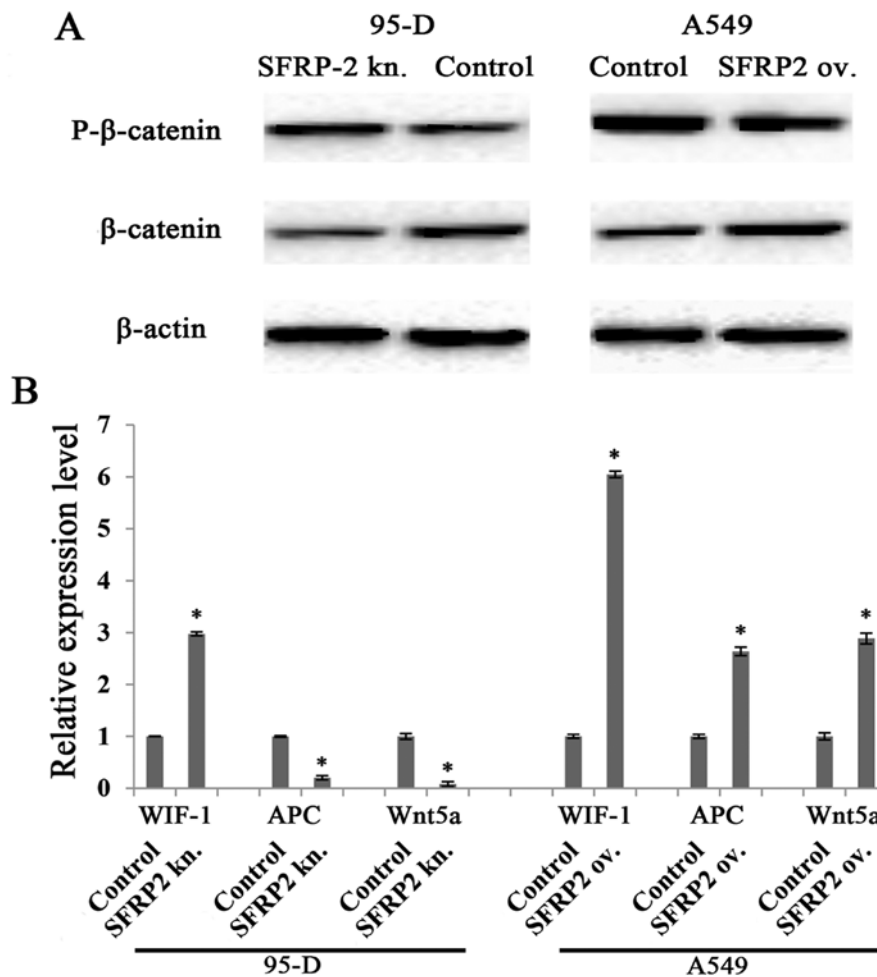 A
95-D A549
SFRP-2 kn. Control Control SFRP2 ov.
P-β-catenin
β-catenin
β-actin
B
Relative expression level
7
6
5
4
3
2
1
0
* * * * * *
WIF-1 APC Wnt5a WIF-1 APC Wnt5a
Control SFRP2 kn. Control SFRP2 kn. Control SFRP2 kn. Control SFRP2 ov. Control SFRP2 ov. Control SFRP2 ov.
95-D A549